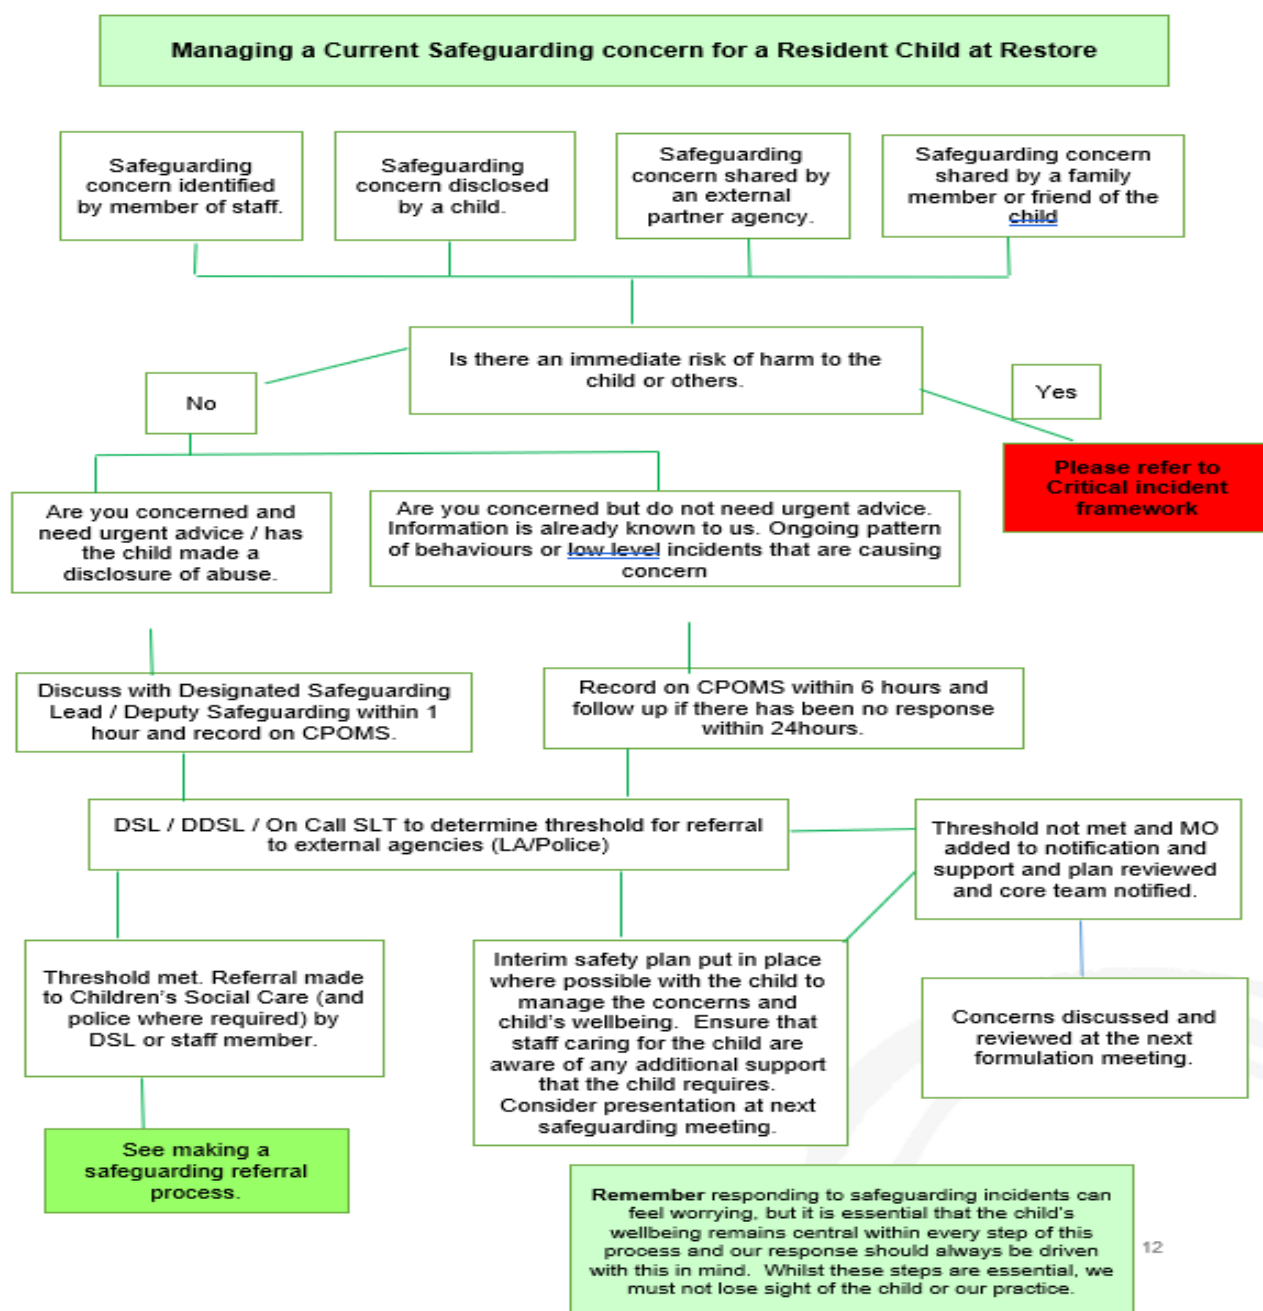 Managing a Current Safeguarding concern for a Resident Child at Restore
Safeguarding
concern identified
by member of staff.
Safeguarding
concern disclosed
by a child.
Safeguarding
concern shared by
an external
partner agency.
Safeguarding concern
shared by a family
member or friend of the
child
Is there an immediate risk of harm to the
child or others.
No
Yes
Please refer to
Critical incident
framework
Are you concerned and
need urgent advice / has
the child made a
disclosure of abuse.
Are you concerned but do not need urgent advice.
Information is already known to us. Ongoing pattern
of behaviours or low level incidents that are causing
concern
Discuss with Designated Safeguarding
Lead / Deputy Safeguarding within 1
hour and record on CPOMS.
Record on CPOMS within 6 hours and
follow up if there has been no response
within 24hours.
DSL / DDSL / On Call SLT to determine threshold for referral
to external agencies (LA/Police)
Threshold not met and MO
added to notification and
support and plan reviewed
and core team notified.
Threshold met. Referral made
to Children's Social Care (and
police where required) by
DSL or staff member.
Interim safety plan put in place
where possible with the child to
manage the concerns and
child's wellbeing. Ensure that
staff caring for the child are
aware of any additional support
that the child requires.
Consider presentation at next
safeguarding meeting.
Concerns discussed and
reviewed at the next
formulation meeting.
See making a
safeguarding referral
process.
Remember responding to safeguarding incidents can
feel worrying, but it is essential that the child's
wellbeing remains central within every step of this
process and our response should always be driven
with this in mind. Whilst these steps are essential, we
must not lose sight of the child or our practice.
12